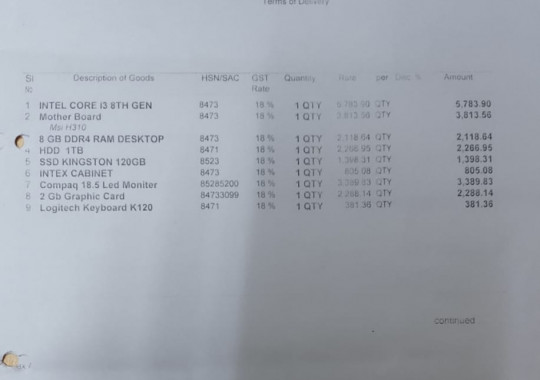 Terms of Delivery
Sl Description of Goods HSN/SAC GST Quantity Rate per Disc. % Amount
No Rate
1 INTEL CORE i3 8TH GEN 8473 18 % 1 QTY 5,783.90 QTY 5,783.90
2 Mother Board 8473 18 % 1 QTY 3,813.56 QTY 3,813.56
Msi H310
8 GB DDR4 RAM DESKTOP 8473 18 % 1 QTY 2,118.64 QTY 2,118.64
4 HDD 1TB 8471 18 % 1 QTY 2,266.95 QTY 2,266.95
5 SSD KINGSTON 120GB 8523 18 % 1 QTY 1,398.31 QTY 1,398.31
6 INTEX CABINET 8473 18 % 1 QTY 805.08 QTY 805.08
7 Compaq 18.5 Led Moniter 85285200 18 % 1 QTY 3,389.83 QTY 3,389.83
8 2 Gb Graphic Card 84733099 18 % 1 QTY 2,288.14 QTY 2,288.14
9 Logitech Keyboard K120 8471 18 % 1 QTY 381.36 QTY 381.36
continued